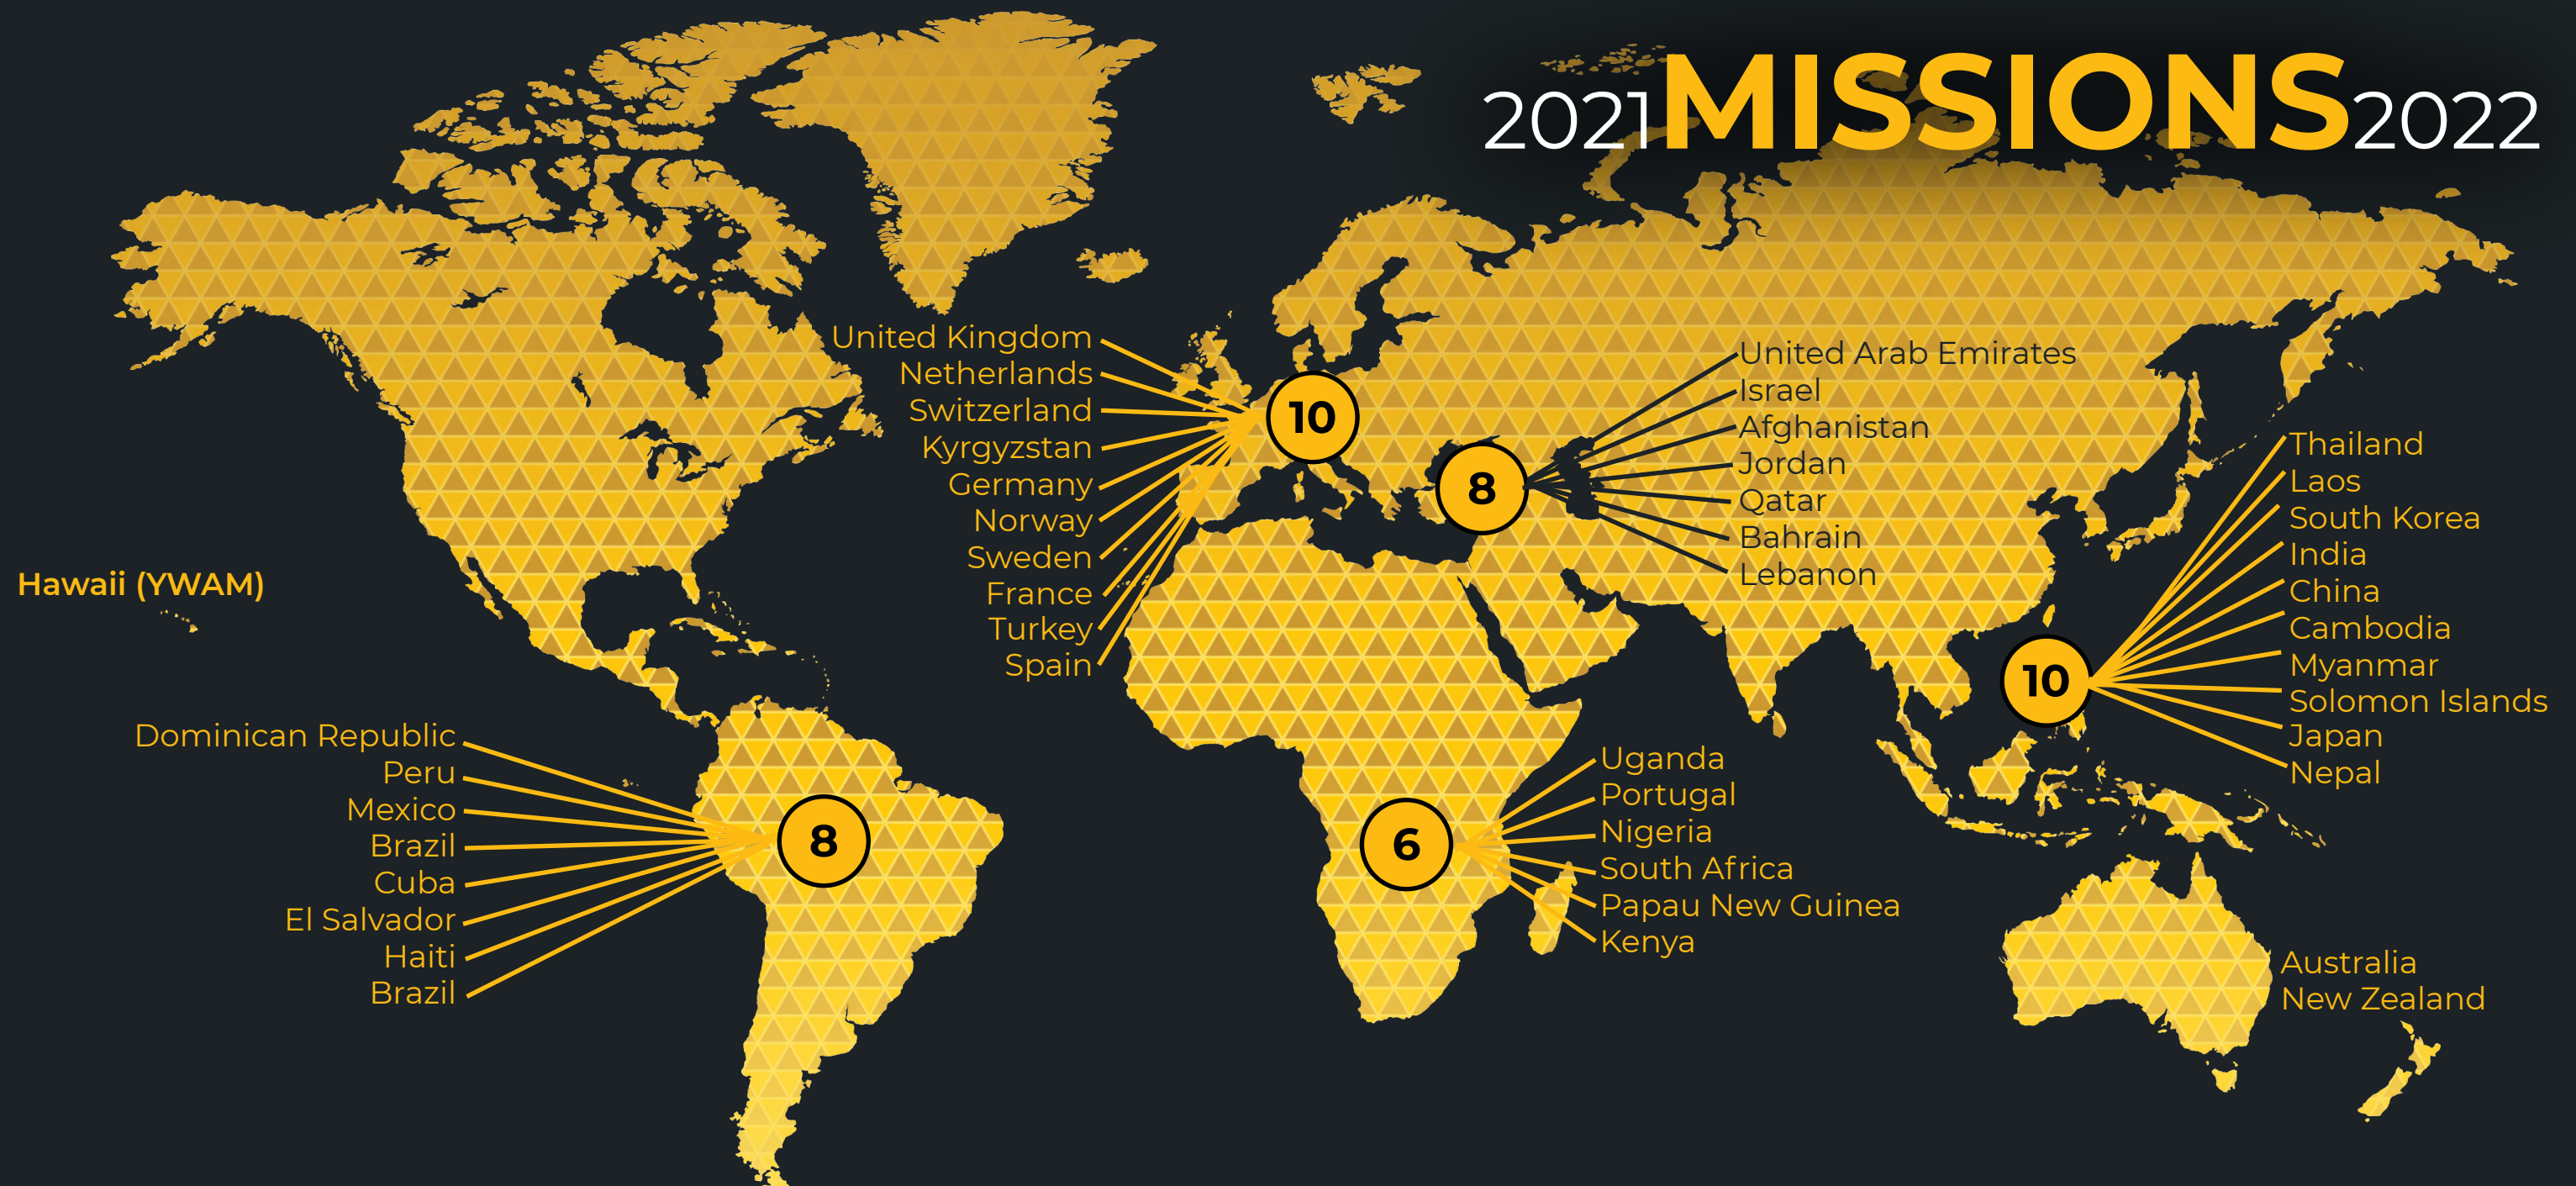 2021 MISSIONS 2022
United Kingdom
Netherlands
Switzerland
Kyrgyzstan
Germany
Norway
Sweden
France
Turkey
Spain
10
8
United Arab Emirates
Israel
Afghanistan
Jordan
Qatar
Bahrain
Lebanon
Thailand
Laos
South Korea
India
China
Cambodia
Myanmar
Solomon Islands
Japan
Nepal
10
Hawaii (YWAM)
Dominican Republic
Peru
Mexico
Brazil
Cuba
El Salvador
Haiti
Brazil
8
6
Uganda
Portugal
Nigeria
South Africa
Papau New Guinea
Kenya
Australia
New Zealand